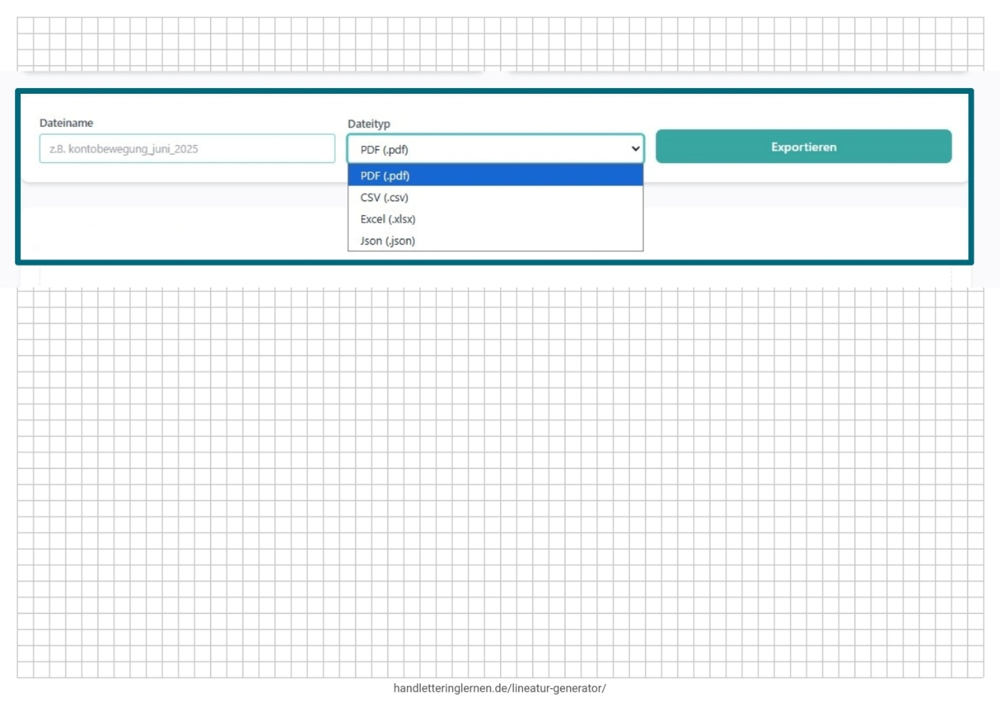 Dateiname
Dateityp
z.B. kontobewegung_juni_2025
PDF (.pdf)
Exportieren
PDF (.pdf)
CSV (.csv)
Excel (.xlsx)
Json (.json)
handletteringlernen.de/lineatur-generator/